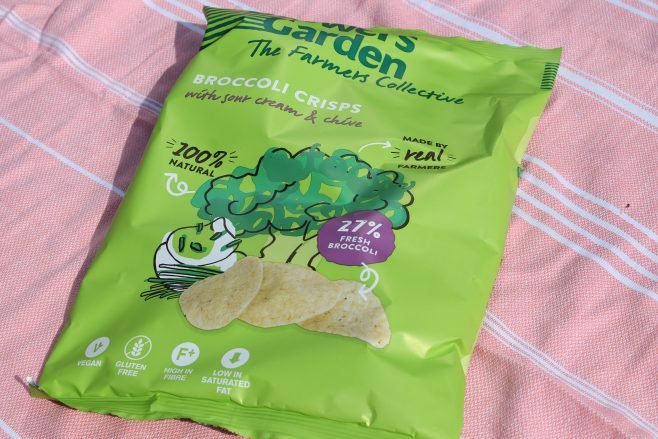 Garden
The Farmers Collective
BROCCOLI CRISPS
with sour cream & chive
100%
NATURAL
MADE BY
real
FARMERS
27%
FRESH
BROCCOLI
VEGAN
GLUTEN
FREE
F+
HIGH IN
FIBRE
LOW IN
SATURATED
FAT